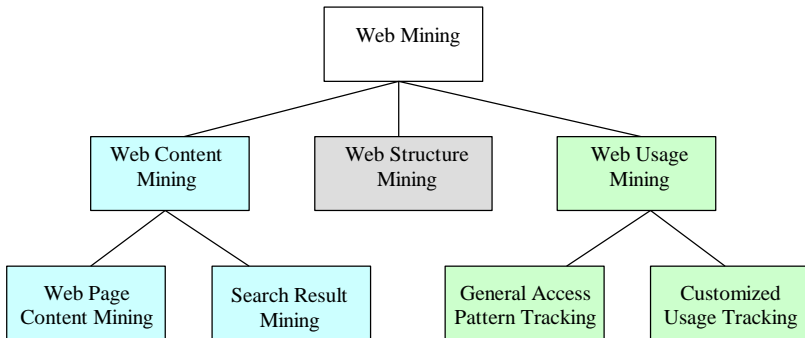 Web Mining
Web Content
Mining
Web Structure
Mining
Web Usage
Mining
Web Page
Content Mining
Search Result
Mining
General Access
Pattern Tracking
Customized
Usage Tracking